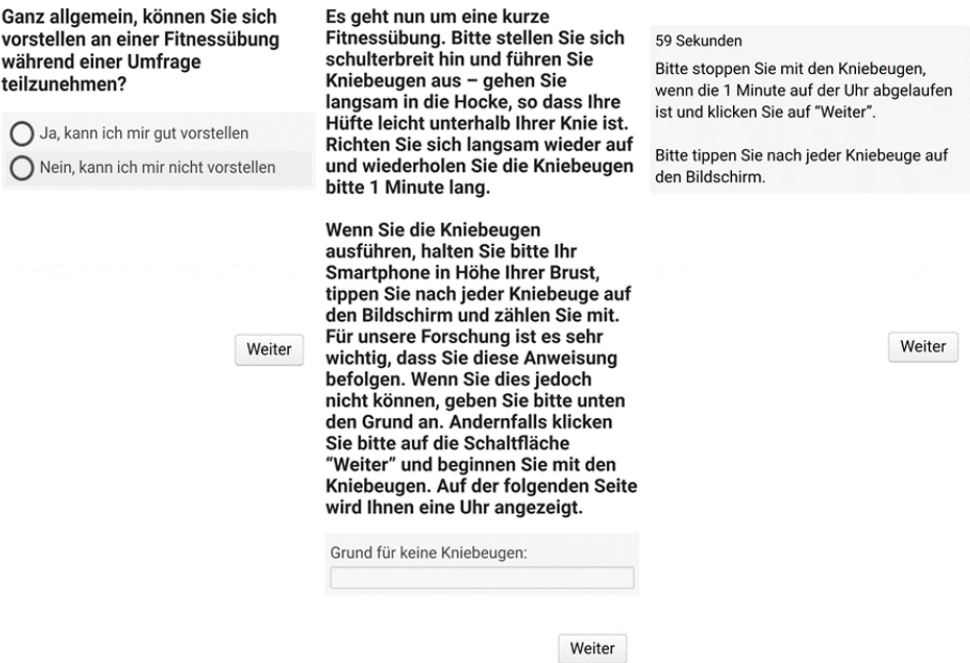 Ganz allgemein, können Sie sich
vorstellen an einer Fitnessübung
während einer Umfrage
teilzunehmen?
Ja, kann ich mir gut vorstellen
Nein, kann ich mir nicht vorstellen
Weiter
Es geht nun um eine kurze
Fitnessübung. Bitte stellen Sie sich
schulterbreit hin und führen Sie
Kniebeugen aus – gehen Sie
langsam in die Hocke, so dass Ihre
Hüfte leicht unterhalb Ihrer Knie ist.
Richten Sie sich langsam wieder auf
und wiederholen Sie die Kniebeugen
bitte 1 Minute lang.
Wenn Sie die Kniebeugen
ausführen, halten Sie bitte Ihr
Smartphone in Höhe Ihrer Brust,
tippen Sie nach jeder Kniebeuge auf
den Bildschirm und zählen Sie mit.
Für unsere Forschung ist es sehr
wichtig, dass Sie diese Anweisung
befolgen. Wenn Sie dies jedoch
nicht können, geben Sie bitte unten
den Grund an. Andernfalls klicken
Sie bitte auf die Schaltfläche
“Weiter” und beginnen Sie mit den
Kniebeugen. Auf der folgenden Seite
wird Ihnen eine Uhr angezeigt.
Grund für keine Kniebeugen:
Weiter
59 Sekunden
Bitte stoppen Sie mit den Kniebeugen,
wenn die 1 Minute auf der Uhr abgelaufen
ist und klicken Sie auf “Weiter”.
Bitte tippen Sie nach jeder Kniebeuge auf
den Bildschirm.
Weiter